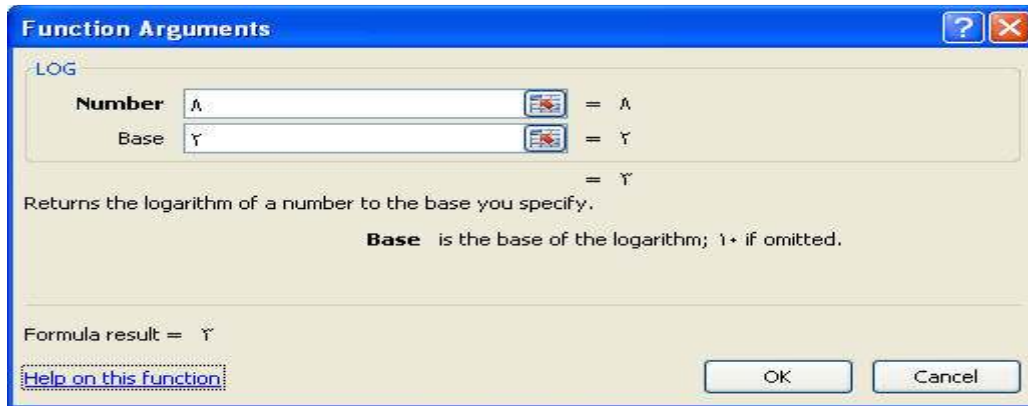 Function Arguments
LOG
Number ٨ = ٨
Base ٢ = ٢
= ٣
Returns the logarithm of a number to the base you specify.
Base is the base of the logarithm; ١٠ if omitted.
Formula result = ٣
Help on this function
OK Cancel